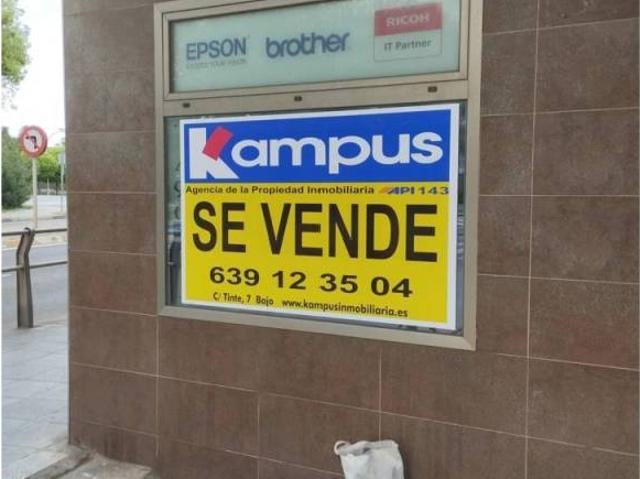 EPSON
EXCEED YOUR VISION
brother
RICOH
IT Partner
Kampus
Agencia de la Propiedad Inmobiliaria API 143
SE VENDE
639 12 35 04
C/ Tinte, 7 Bajo www.kampusinmobiliaria.es